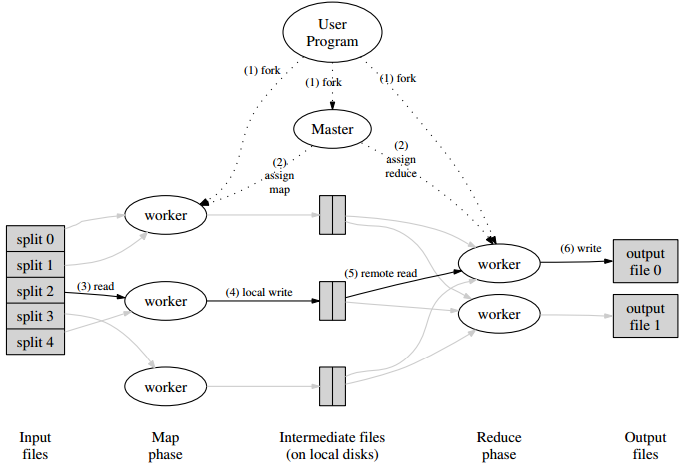 User
Program
(1) fork
(1) fork
(1) fork
Master
(2)
assign
map
(2)
assign
reduce
worker
split 0
split 1
split 2
split 3
split 4
(3) read
worker
(4) local write
(5) remote read
worker
(6) write
output
file 0
worker
output
file 1
worker
Input
files
Map
phase
Intermediate files
(on local disks)
Reduce
phase
Output
files